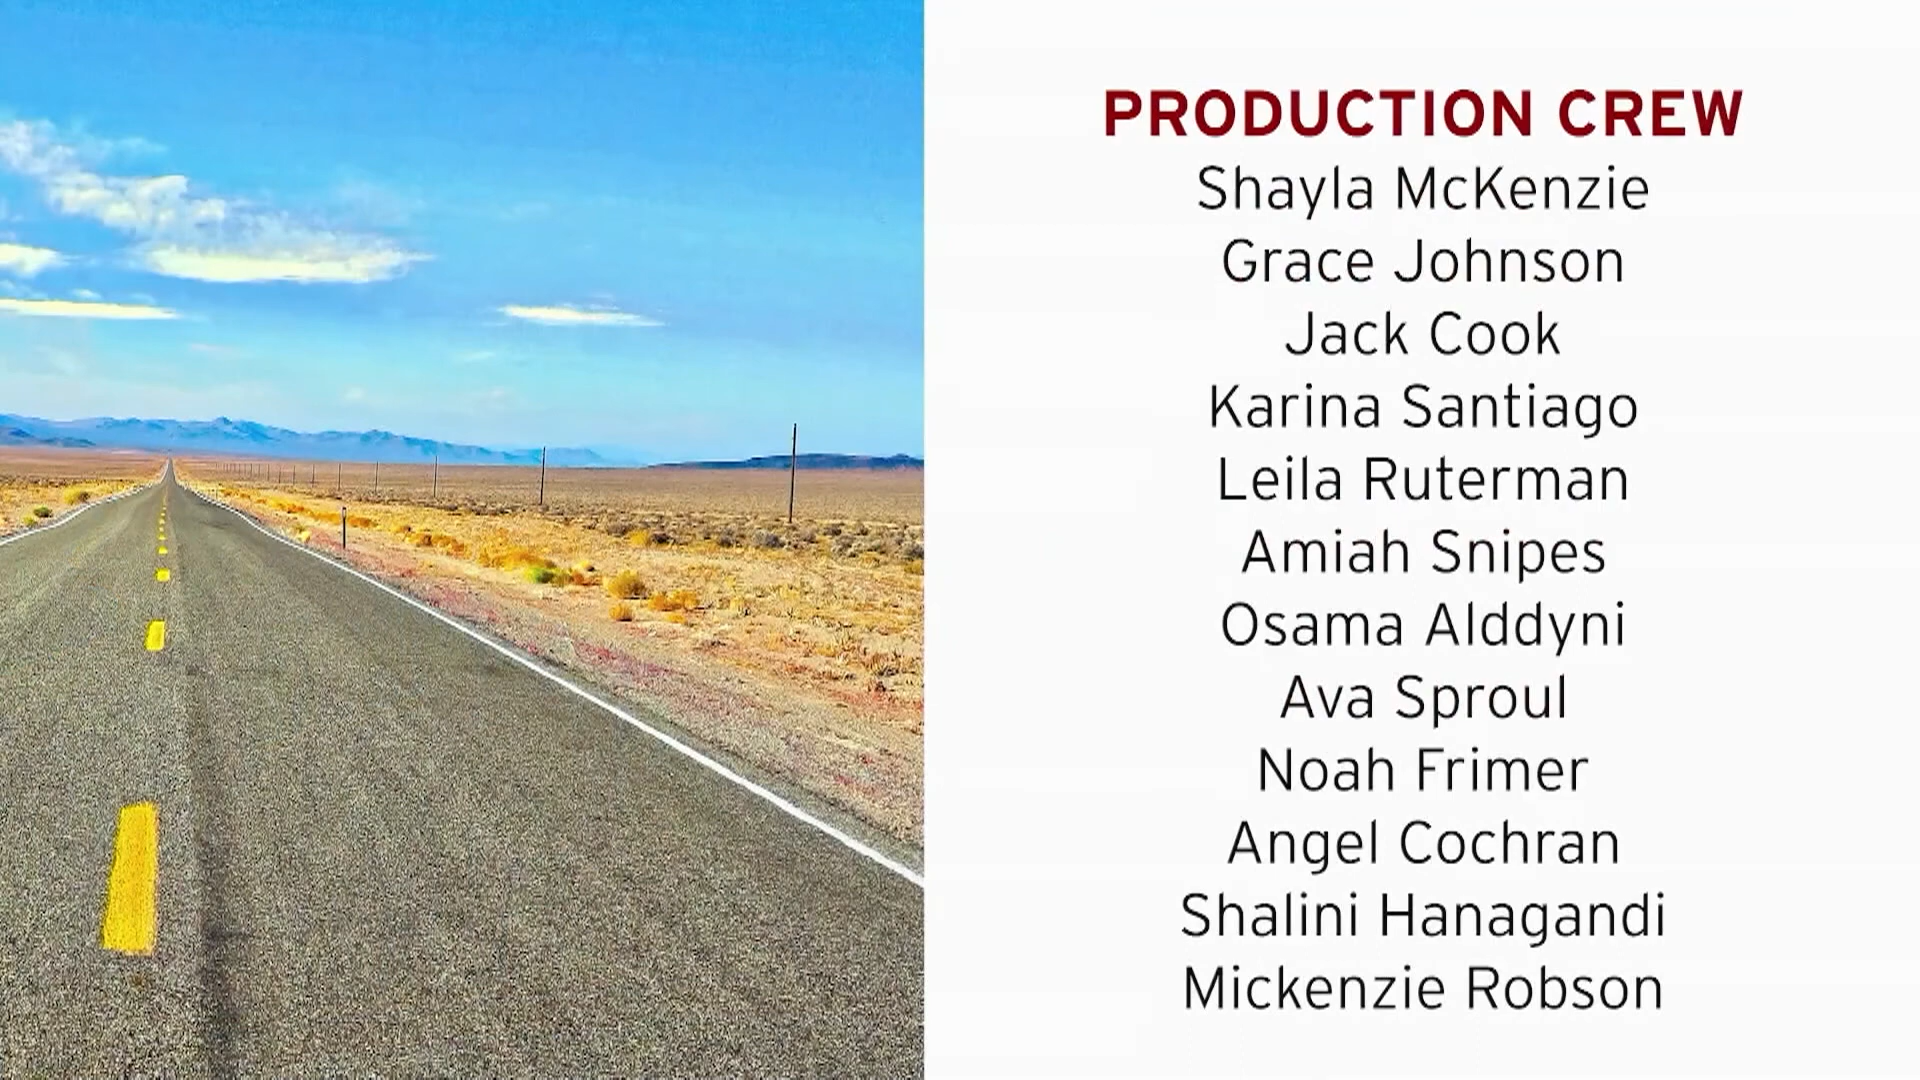 PRODUCTION CREW
Shayla McKenzie
Grace Johnson
Jack Cook
Karina Santiago
Leila Ruterman
Amiah Snipes
Osama Alddyni
Ava Sproul
Noah Frimer
Angel Cochran
Shalini Hanagandi
Mickenzie Robson